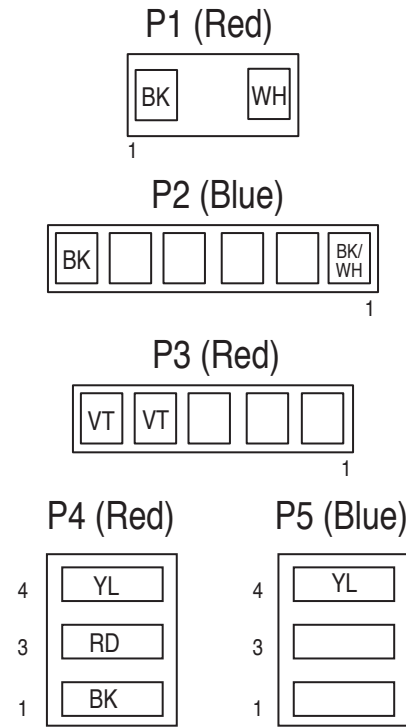 P1 (Red)
BK WH
1
P2 (Blue)
BK BK/
WH
1
P3 (Red)
VT VT
1
P4 (Red)
4 YL
3 RD
1 BK
P5 (Blue)
4 YL
3
1